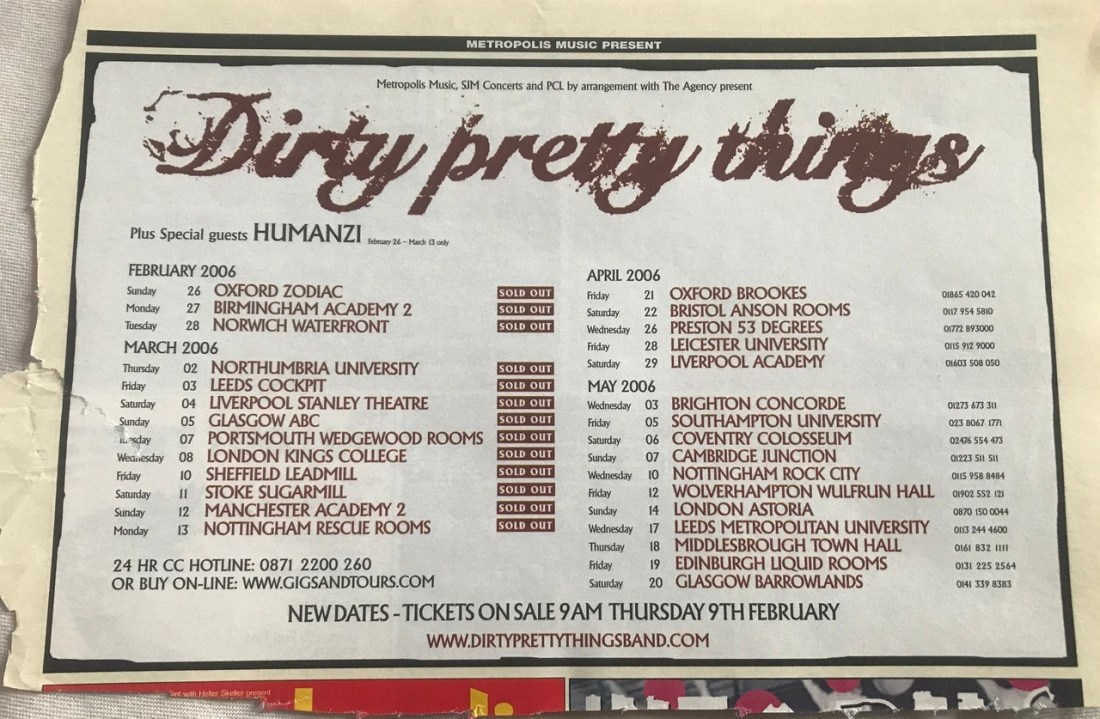 METROPOLIS MUSIC PRESENT
Metropolis Music, SJM Concerts and PCL by arrangement with The Agency present
Dirty pretty things
Plus Special guests HUMANZI February 26 - March 13 only
FEBRUARY 2006
Sunday 26 OXFORD ZODIAC SOLD OUT
Monday 27 BIRMINGHAM ACADEMY 2 SOLD OUT
Tuesday 28 NORWICH WATERFRONT SOLD OUT
MARCH 2006
Thursday 02 NORTHUMBRIA UNIVERSITY SOLD OUT
Friday 03 LEEDS COCKPIT SOLD OUT
Saturday 04 LIVERPOOL STANLEY THEATRE SOLD OUT
Sunday 05 GLASGOW ABC SOLD OUT
Tuesday 07 PORTSMOUTH WEDGEWOOD ROOMS SOLD OUT
Wednesday 08 LONDON KINGS COLLEGE SOLD OUT
Friday 10 SHEFFIELD LEADMILL SOLD OUT
Saturday 11 STOKE SUGARMILL SOLD OUT
Sunday 12 MANCHESTER ACADEMY 2 SOLD OUT
Monday 13 NOTTINGHAM RESCUE ROOMS SOLD OUT
24 HR CC HOTLINE: 0871 2200 260
OR BUY ON-LINE: WWW.GIGSANDTOURS.COM
APRIL 2006
Friday 21 OXFORD BROOKES 01865 420 042
Saturday 22 BRISTOL ANSON ROOMS 0117 954 5810
Wednesday 26 PRESTON 53 DEGREES 01772 893000
Friday 28 LEICESTER UNIVERSITY 0115 912 9000
Saturday 29 LIVERPOOL ACADEMY 01603 508 050
MAY 2006
Wednesday 03 BRIGHTON CONCORDE 01273 673 311
Friday 05 SOUTHAMPTON UNIVERSITY 023 8067 1771
Saturday 06 COVENTRY COLOSSEUM 02476 554 473
Sunday 07 CAMBRIDGE JUNCTION 01223 511 511
Wednesday 10 NOTTINGHAM ROCK CITY 0115 958 8484
Friday 12 WOLVERHAMPTON WULFRUN HALL 01902 552 121
Sunday 14 LONDON ASTORIA 0870 150 0044
Wednesday 17 LEEDS METROPOLITAN UNIVERSITY 0113 244 4600
Thursday 18 MIDDLESBROUGH TOWN HALL 0161 832 1111
Friday 19 EDINBURGH LIQUID ROOMS 0131 225 2564
Saturday 20 GLASGOW BARROWLANDS 0141 339 8383
NEW DATES - TICKETS ON SALE 9AM THURSDAY 9TH FEBRUARY
WWW.DIRTYPRETTYTHINGSBAND.COM
with Helter Skelter present